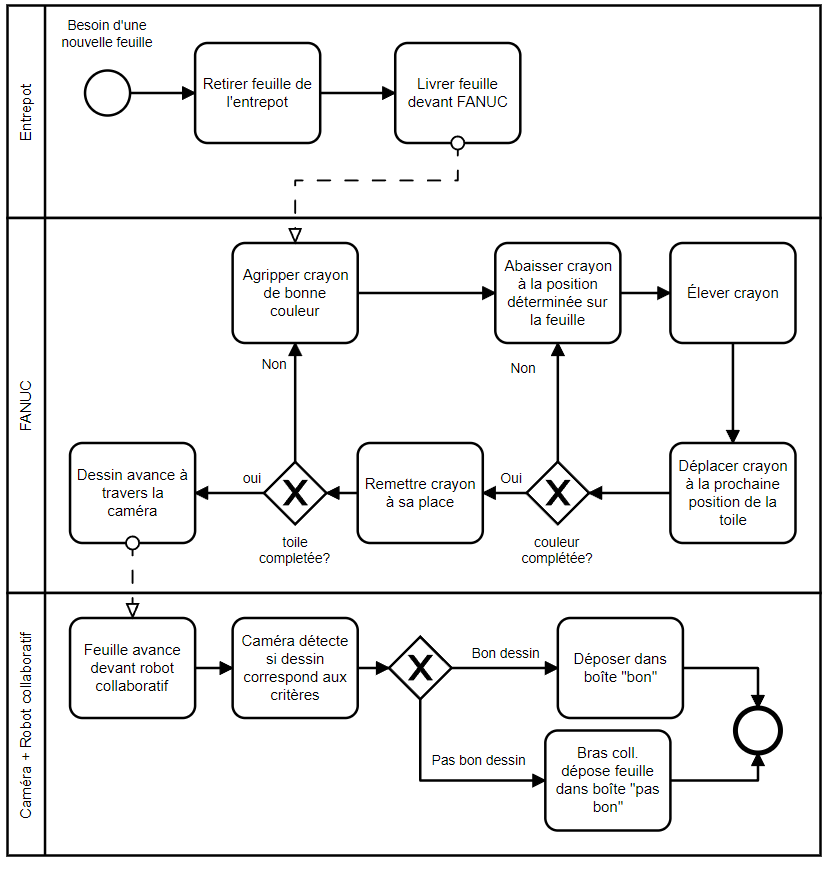 Besoin d'une
nouvelle feuille
Entrepot
Retirer feuille de
l'entrepot
Livrer feuille
devant FANUC
FANUC
Agripper crayon
de bonne
couleur
Abaisser crayon
à la position
déterminée sur
la feuille
Élever crayon
Non
Non
Dessin avance à
travers la
caméra
oui
toile
completée?
Remettre crayon
à sa place
Oui
couleur
complétée?
Déplacer crayon
à la prochaine
position de la
toile
Caméra + Robot collaboratif
Feuille avance
devant robot
collaboratif
Caméra détecte
si dessin
correspond aux
critères
Bon dessin
Déposer dans
boîte "bon"
Pas bon dessin
Bras coll.
dépose feuille
dans boîte "pas
bon"